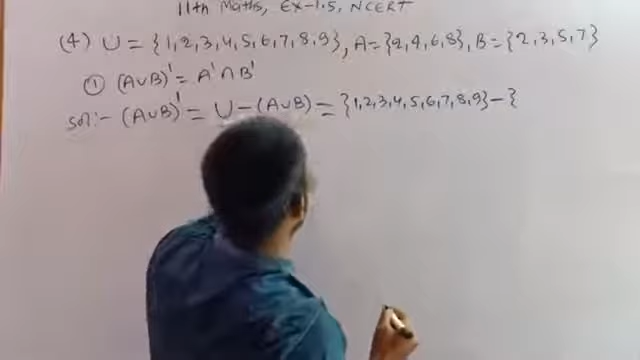 11th Maths, EX-1.5, NCERT
(4) U = {1,2,3,4,5,6,7,8,9}, A={2,4,6,8}, B={2,3,5,7}
① (A∪B)' = A' ∩ B'
Sol:- (A∪B)' = U - (A∪B) = {1,2,3,4,5,6,7,8,9} - {